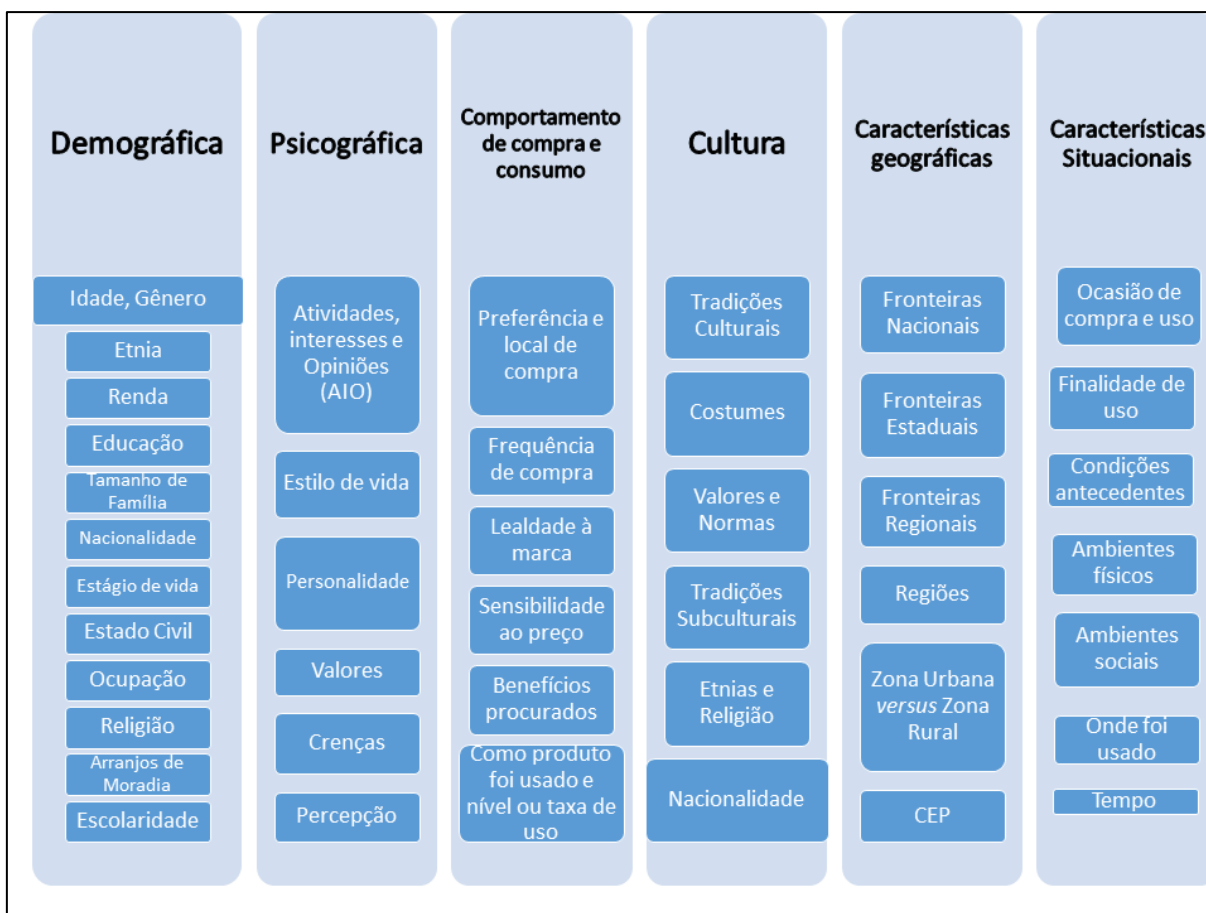 Demográfica
Idade, Gênero
Etnia
Renda
Educação
Tamanho de
Família
Nacionalidade
Estágio de vida
Estado Civil
Ocupação
Religião
Arranjos de
Moradia
Escolaridade
Psicográfica
Atividades,
interesses e
Opiniões
(AIO)
Estilo de vida
Personalidade
Valores
Crenças
Percepção
Comportamento
de compra e
consumo
Preferência e
local de
compra
Frequência
de compra
Lealdade à
marca
Sensibilidade
ao preço
Benefícios
procurados
Como produto
foi usado e
nível ou taxa de
uso
Cultura
Tradições
Culturais
Costumes
Valores e
Normas
Tradições
Subculturais
Etnias e
Religião
Nacionalidade
Características
geográficas
Fronteiras
Nacionais
Fronteiras
Estaduais
Fronteiras
Regionais
Regiões
Zona Urbana
versus Zona
Rural
CEP
Características
Situacionais
Ocasião de
compra e uso
Finalidade de
uso
Condições
antecedentes
Ambientes
físicos
Ambientes
sociais
Onde foi
usado
Tempo